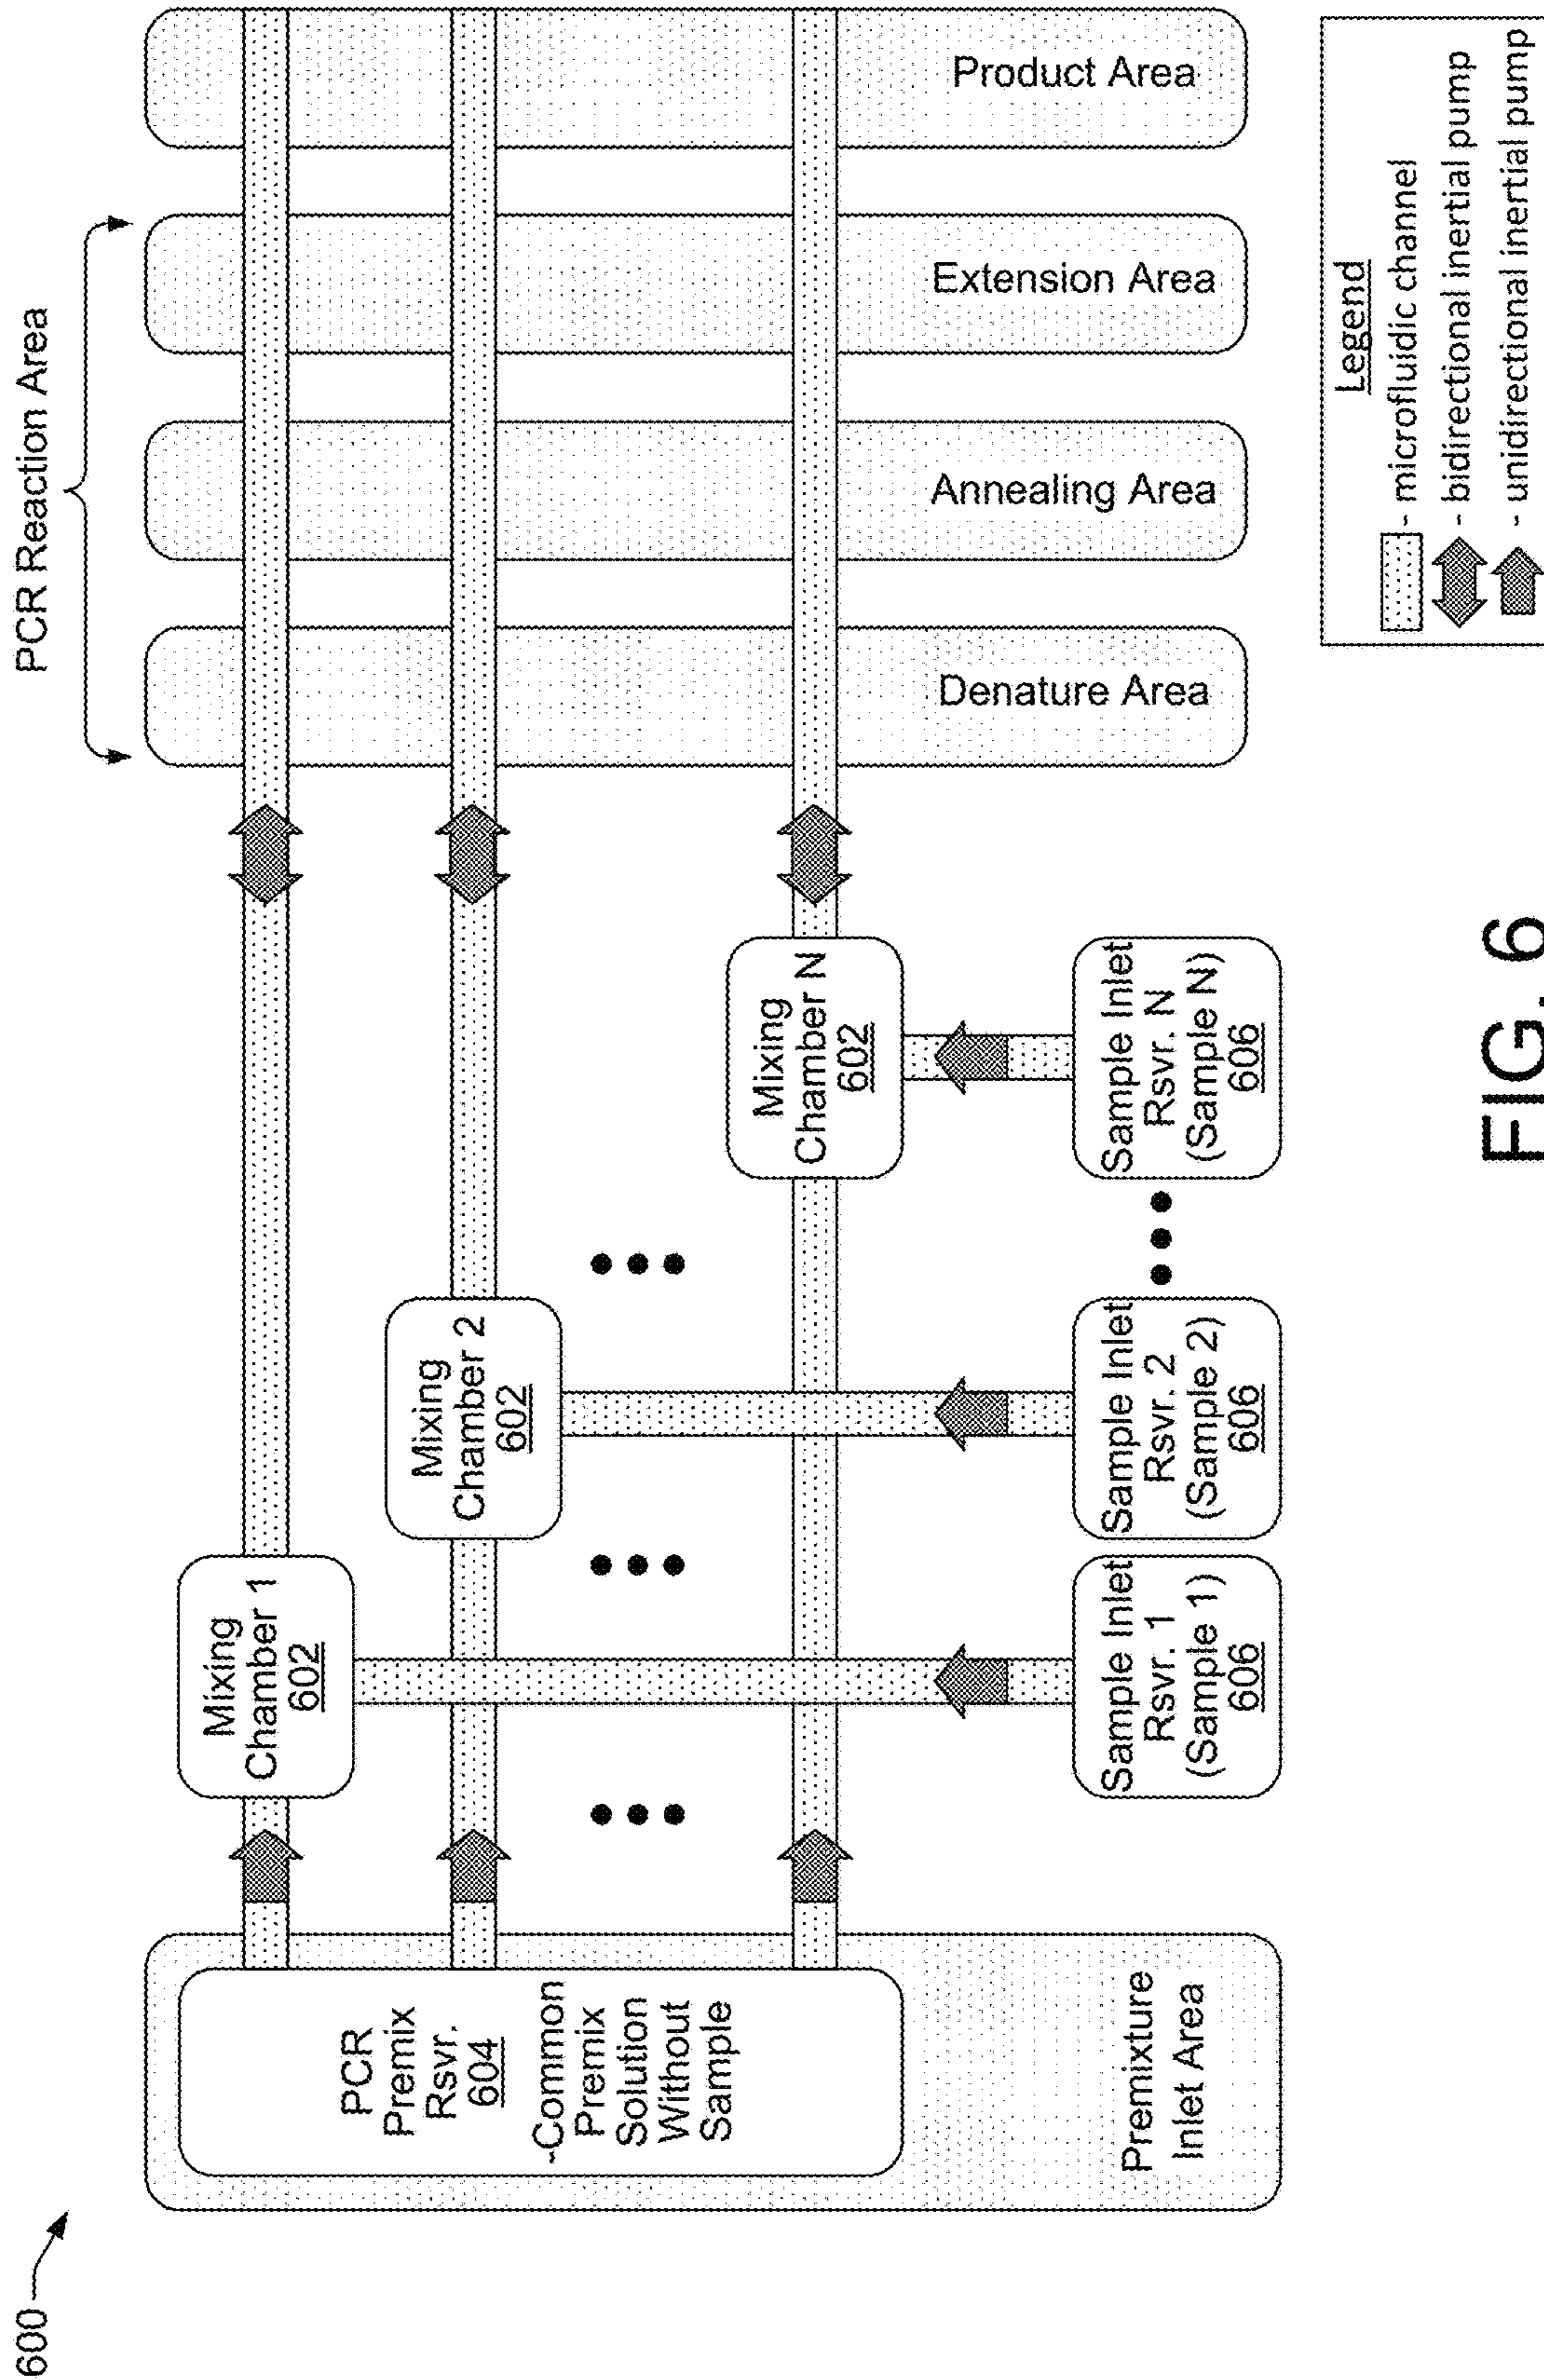 600
PCR Reaction Area
PCR
Premix
Rsvr.
604
-Common
Premix
Solution
Without
Sample
Premixture
Inlet Area
Mixing
Chamber 1
602
Mixing
Chamber 2
602
Mixing
Chamber N
602
Sample Inlet
Rsvr. 1
(Sample 1)
606
Sample Inlet
Rsvr. 2
(Sample 2)
606
Sample Inlet
Rsvr. N
(Sample N)
606
Denature Area
Annealing Area
Extension Area
Product Area
Legend
- microfluidic channel
- bidirectional inertial pump
- unidirectional inertial pump
FIG. 6